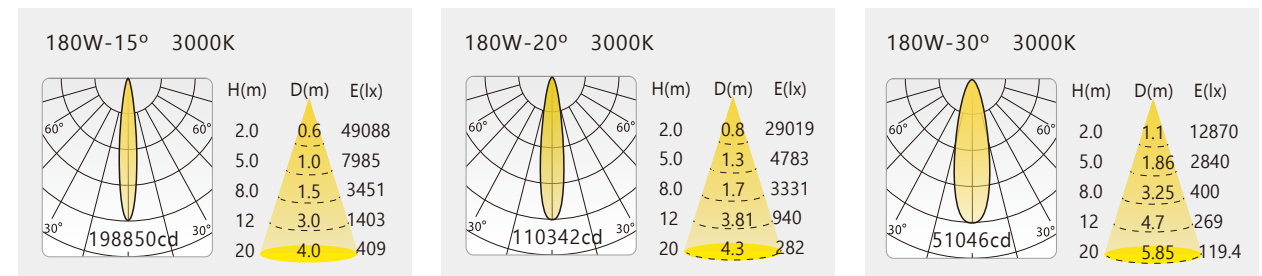 180W-15° 3000K
H(m) D(m) E(lx)
60° 60°
2.0 0.6 49088
5.0 1.0 7985
8.0 1.5 3451
12 3.0 1403
30° 30°
198850cd
20 4.0 409
180W-20° 3000K
H(m) D(m) E(lx)
60° 60°
2.0 0.8 29019
5.0 1.3 4783
8.0 1.7 3331
12 3.81 940
30° 30°
110342cd
20 4.3 282
180W-30° 3000K
H(m) D(m) E(lx)
60° 60°
2.0 1.1 12870
5.0 1.86 2840
8.0 3.25 400
12 4.7 269
30° 30°
51046cd
20 5.85 119.4